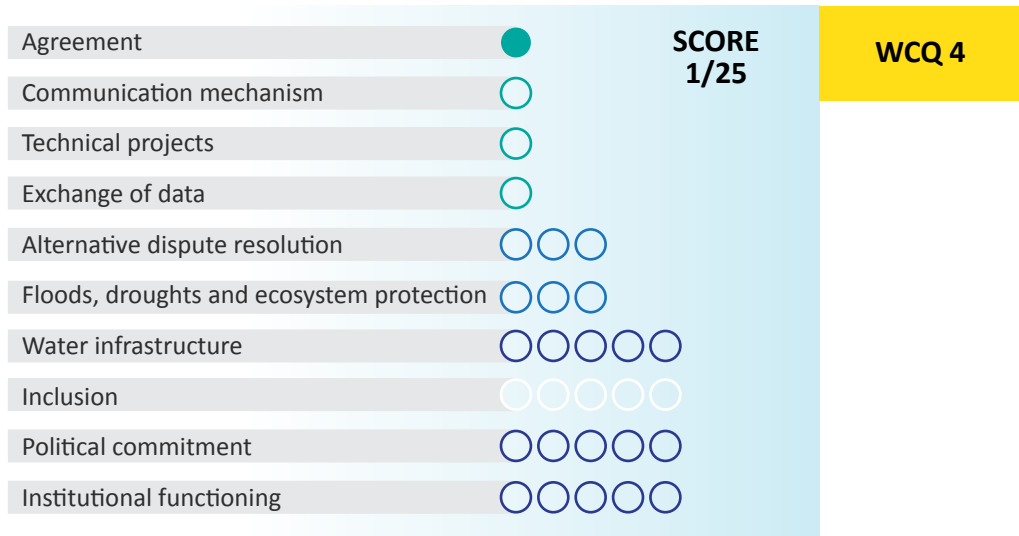 Agreement
SCORE
1/25
WCQ 4
Communication mechanism
Technical projects
Exchange of data
Alternative dispute resolution
Floods, droughts and ecosystem protection
Water infrastructure
Inclusion
Political commitment
Institutional functioning